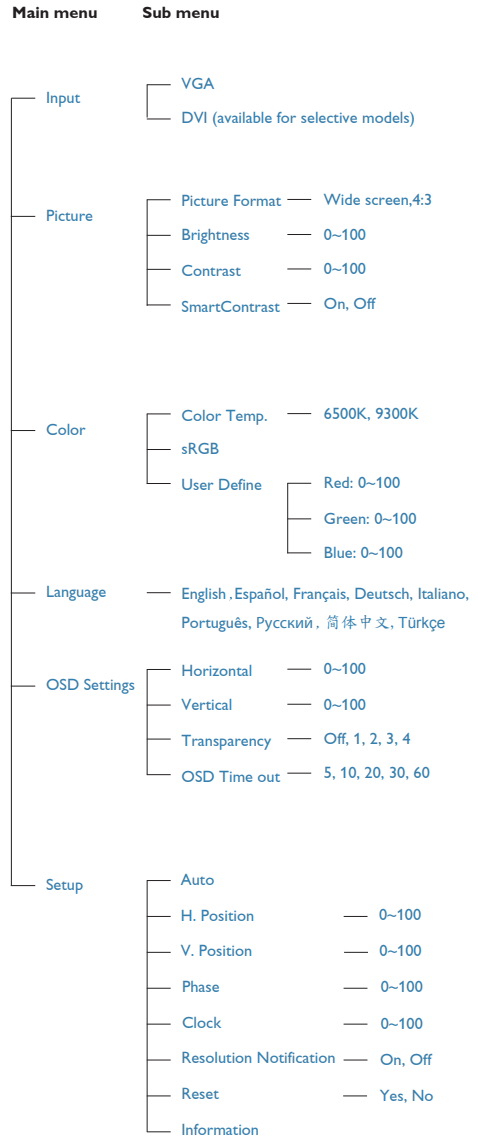 Main menu Sub menu
Input
VGA
DVI (available for selective models)
Picture
Picture Format Wide screen,4:3
Brightness 0~100
Contrast 0~100
SmartContrast On, Off
Color
Color Temp. 6500K, 9300K
sRGB
User Define Red: 0~100
Green: 0~100
Blue: 0~100
Language English ,Español, Français, Deutsch, Italiano,
Português, Русский, 简体中文, Türkçe
OSD Settings
Horizontal 0~100
Vertical 0~100
Transparency Off, 1, 2, 3, 4
OSD Time out 5, 10, 20, 30, 60
Setup
Auto
H. Position 0~100
V. Position 0~100
Phase 0~100
Clock 0~100
Resolution Notification On, Off
Reset Yes, No
Information